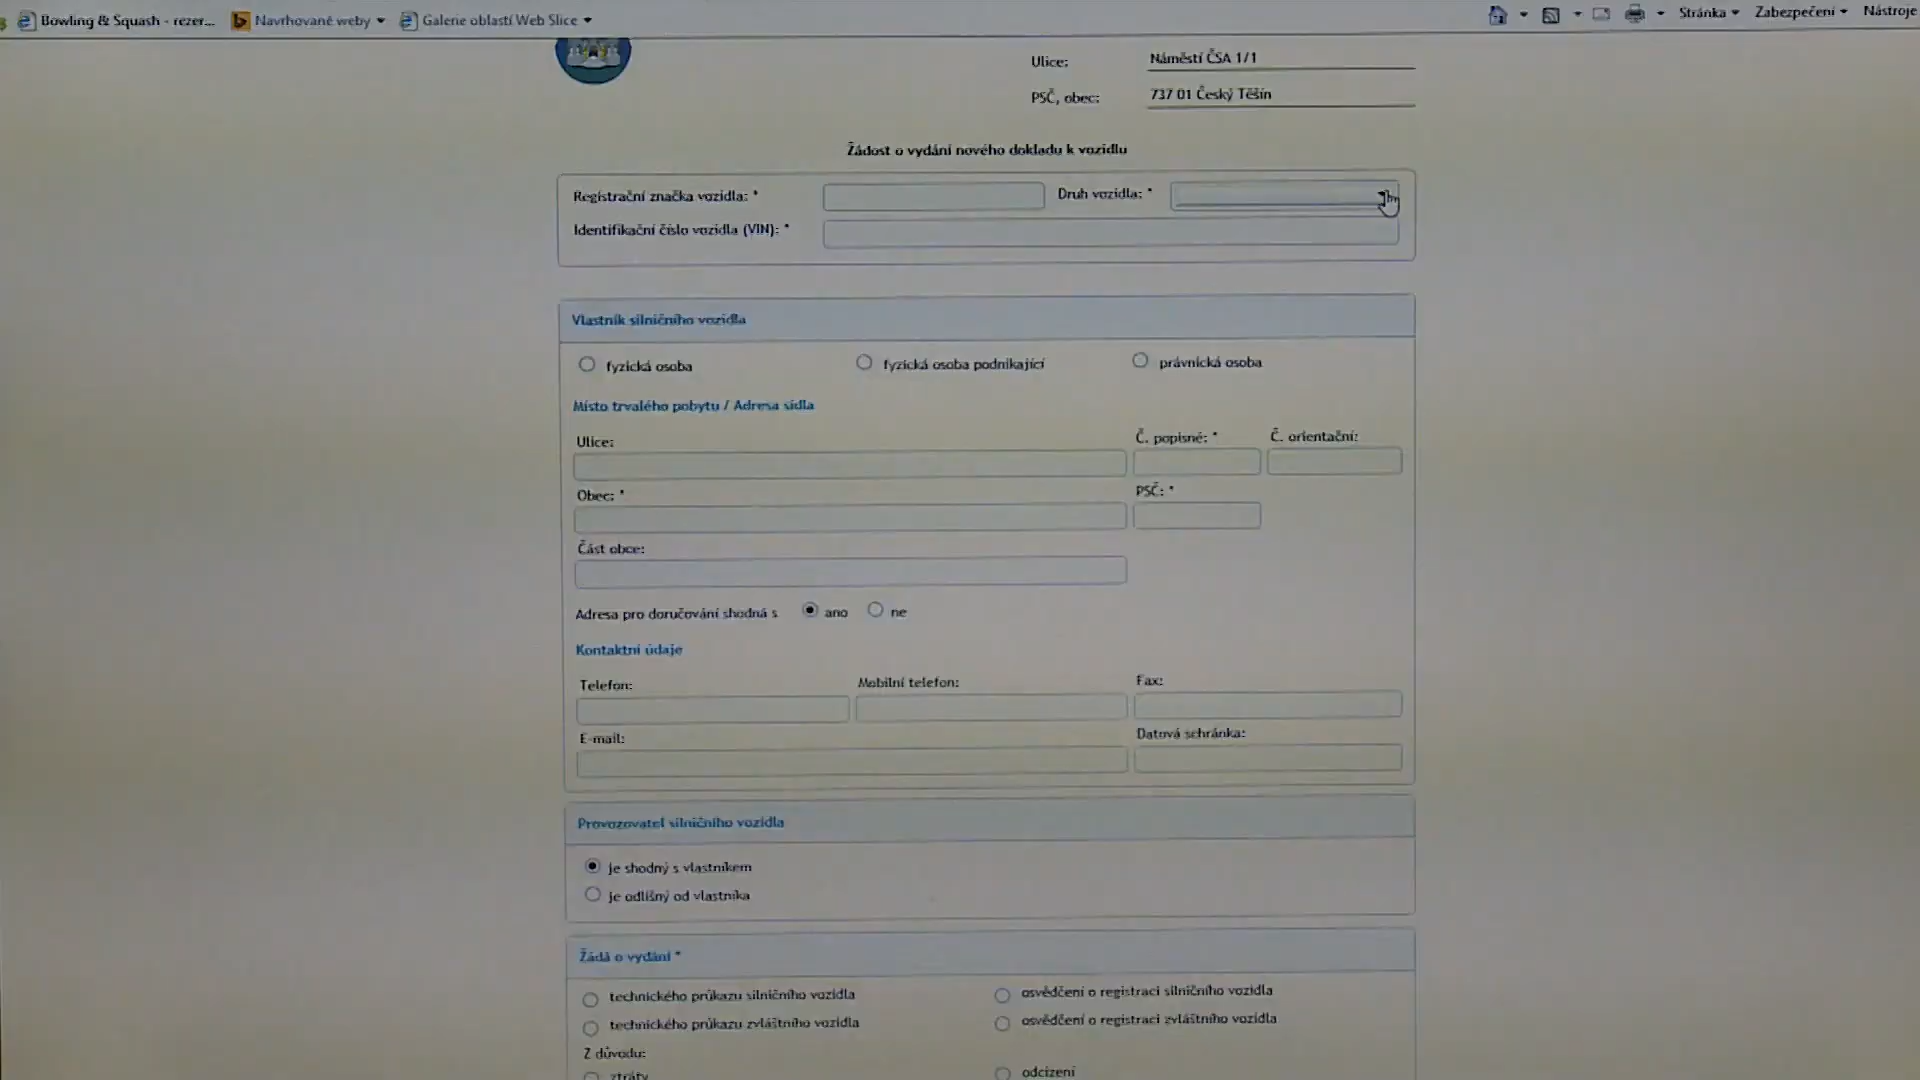 Bowling & Squash - rezer... Navrhované weby Galerie oblastí Web Slice Stránka Zabezpečení Nástroje
Ulice: Náměstí ČSA 1/1
PSČ, obec: 737 01 Český Těšín
Žádost o vydání nového dokladu k vozidlu
Registrační značka vozidla: * Druh vozidla: *
Identifikační číslo vozidla (VIN): *
Vlastník silničního vozidla
fyzická osoba fyzická osoba podnikající právnická osoba
Místo trvalého pobytu / Adresa sídla
Ulice: Č. popisné: * Č. orientační:
Obec: * PSČ: *
Část obce:
Adresa pro doručování shodná s ano ne
Kontaktní údaje
Telefon: Mobilní telefon: Fax:
E-mail: Datová schránka:
Provozovatel silničního vozidla
je shodný s vlastníkem
je odlišný od vlastníka
Žádá o vydání *
technického průkazu silničního vozidla osvědčení o registraci silničního vozidla
technického průkazu zvláštního vozidla osvědčení o registraci zvláštního vozidla
Z důvodu:
ztráty odcizení